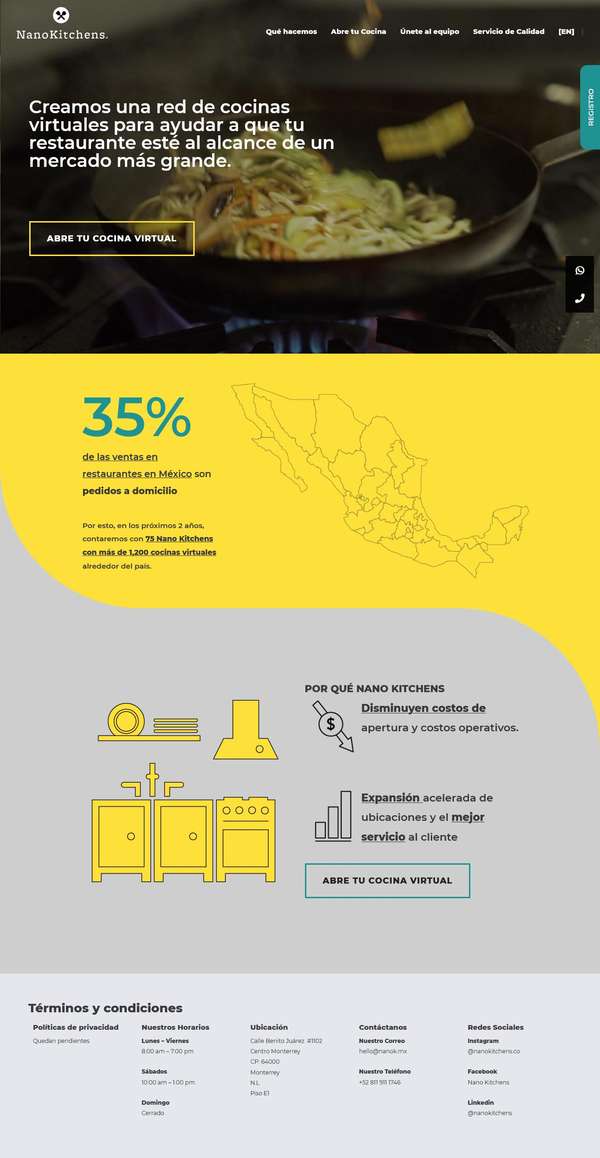 NanoKitchens.
Qué hacemos Abre tu Cocina Únete al equipo Servicio de Calidad [EN]
REGISTRO
Creamos una red de cocinas
virtuales para ayudar a que tu
restaurante esté al alcance de un
mercado más grande.
ABRE TU COCINA VIRTUAL
35%
de las ventas en
restaurantes en México son
pedidos a domicilio
Por esto, en los próximos 2 años,
contaremos con 75 Nano Kitchens
con más de 1,200 cocinas virtuales
alrededor del país.
POR QUÉ NANO KITCHENS
$
Disminuyen costos de
apertura y costos operativos.
Expansión acelerada de
ubicaciones y el mejor
servicio al cliente
ABRE TU COCINA VIRTUAL
Términos y condiciones
Políticas de privacidad
Quedan pendientes
Nuestros Horarios
Lunes – Viernes
8:00 am – 7:00 pm
Sábados
10:00 am – 1:00 pm
Domingo
Cerrado
Ubicación
Calle Benito Juárez #1102
Centro Monterrey
CP. 64000
Monterrey
N.L
Piso E1
Contáctanos
Nuestro Correo
hello@nanok.mx
Nuestro Teléfono
+52 811 911 1746
Redes Sociales
Instagram
@nanokitchens.co
Facebook
Nano Kitchens
Linkedin
@nanokitchens